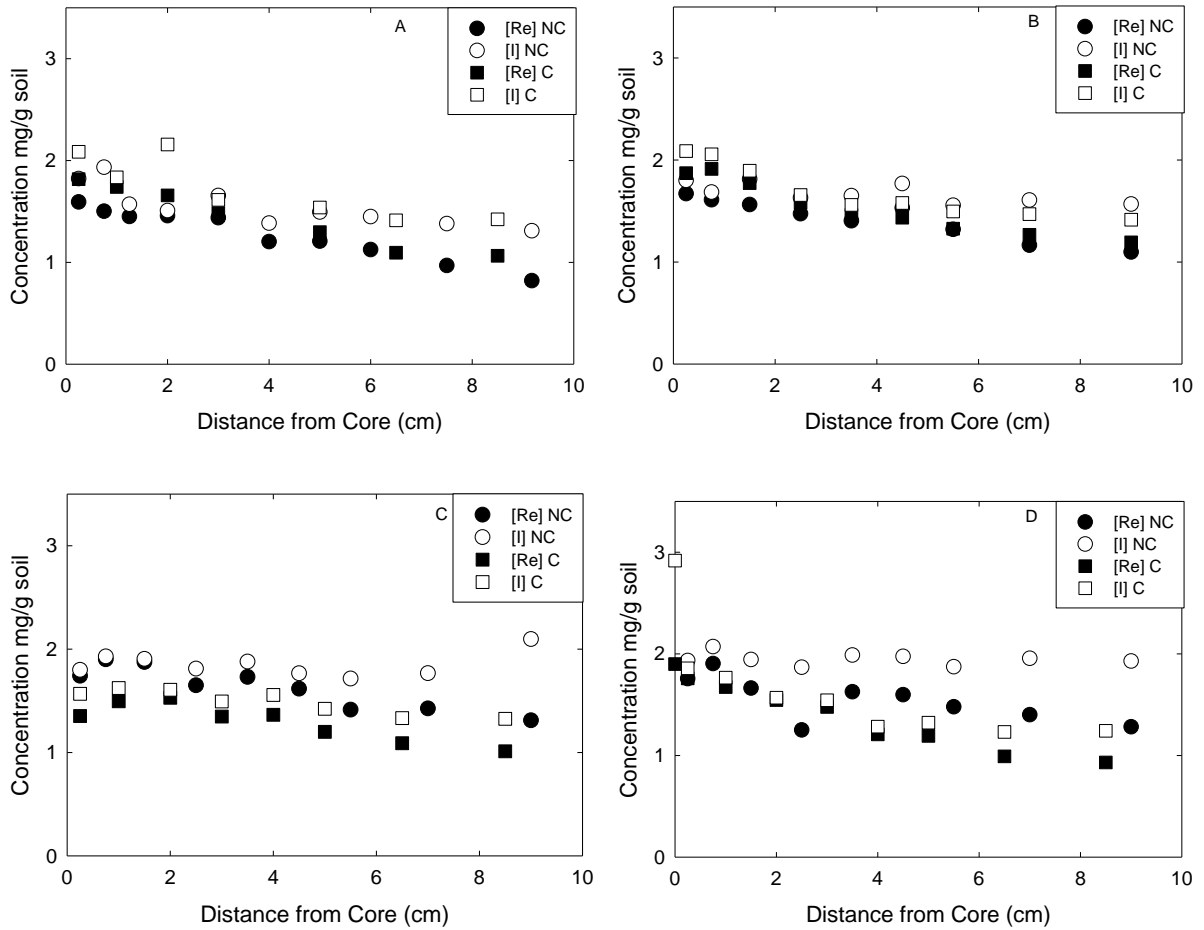 A
[Re] NC
[I] NC
[Re] C
[I] C
3
2
1
0
0 2 4 6 8 10
Concentration mg/g soil
Distance from Core (cm)
B
[Re] NC
[I] NC
[Re] C
[I] C
3
2
1
0
0 2 4 6 8 10
Concentration mg/g soil
Distance from Core (cm)
C
[Re] NC
[I] NC
[Re] C
[I] C
3
2
1
0
0 2 4 6 8 10
Concentration mg/g soil
Distance from Core (cm)
D
[Re] NC
[I] NC
[Re] C
[I] C
3
2
1
0
0 2 4 6 8 10
Concentration mg/g soil
Distance from Core (cm)